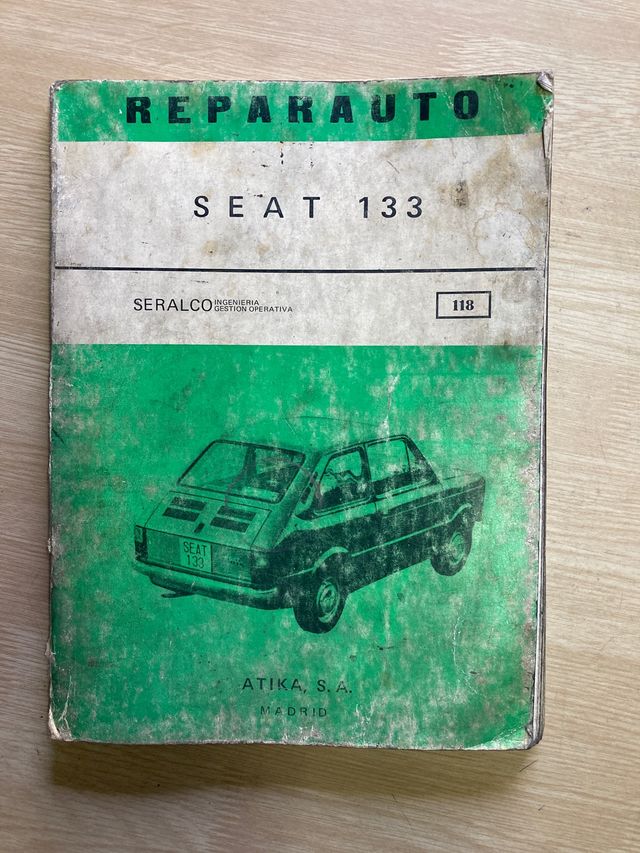 REPARAUTO
SEAT 133
SERALCO INGENIERIA
GESTION OPERATIVA
118
SEAT
133
ATIKA, S.A.
MADRID